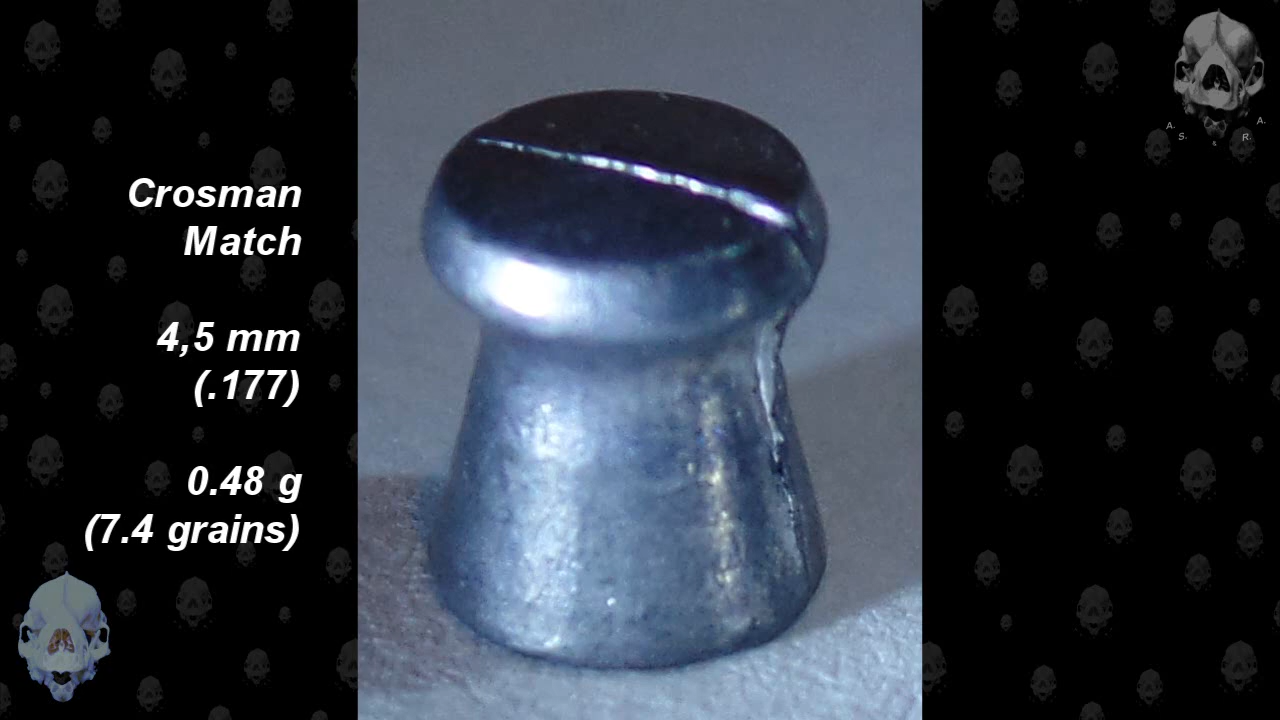 Crosman
Match
4,5 mm
(.177)
0.48 g
(7.4 grains)
A. S. & R. A.